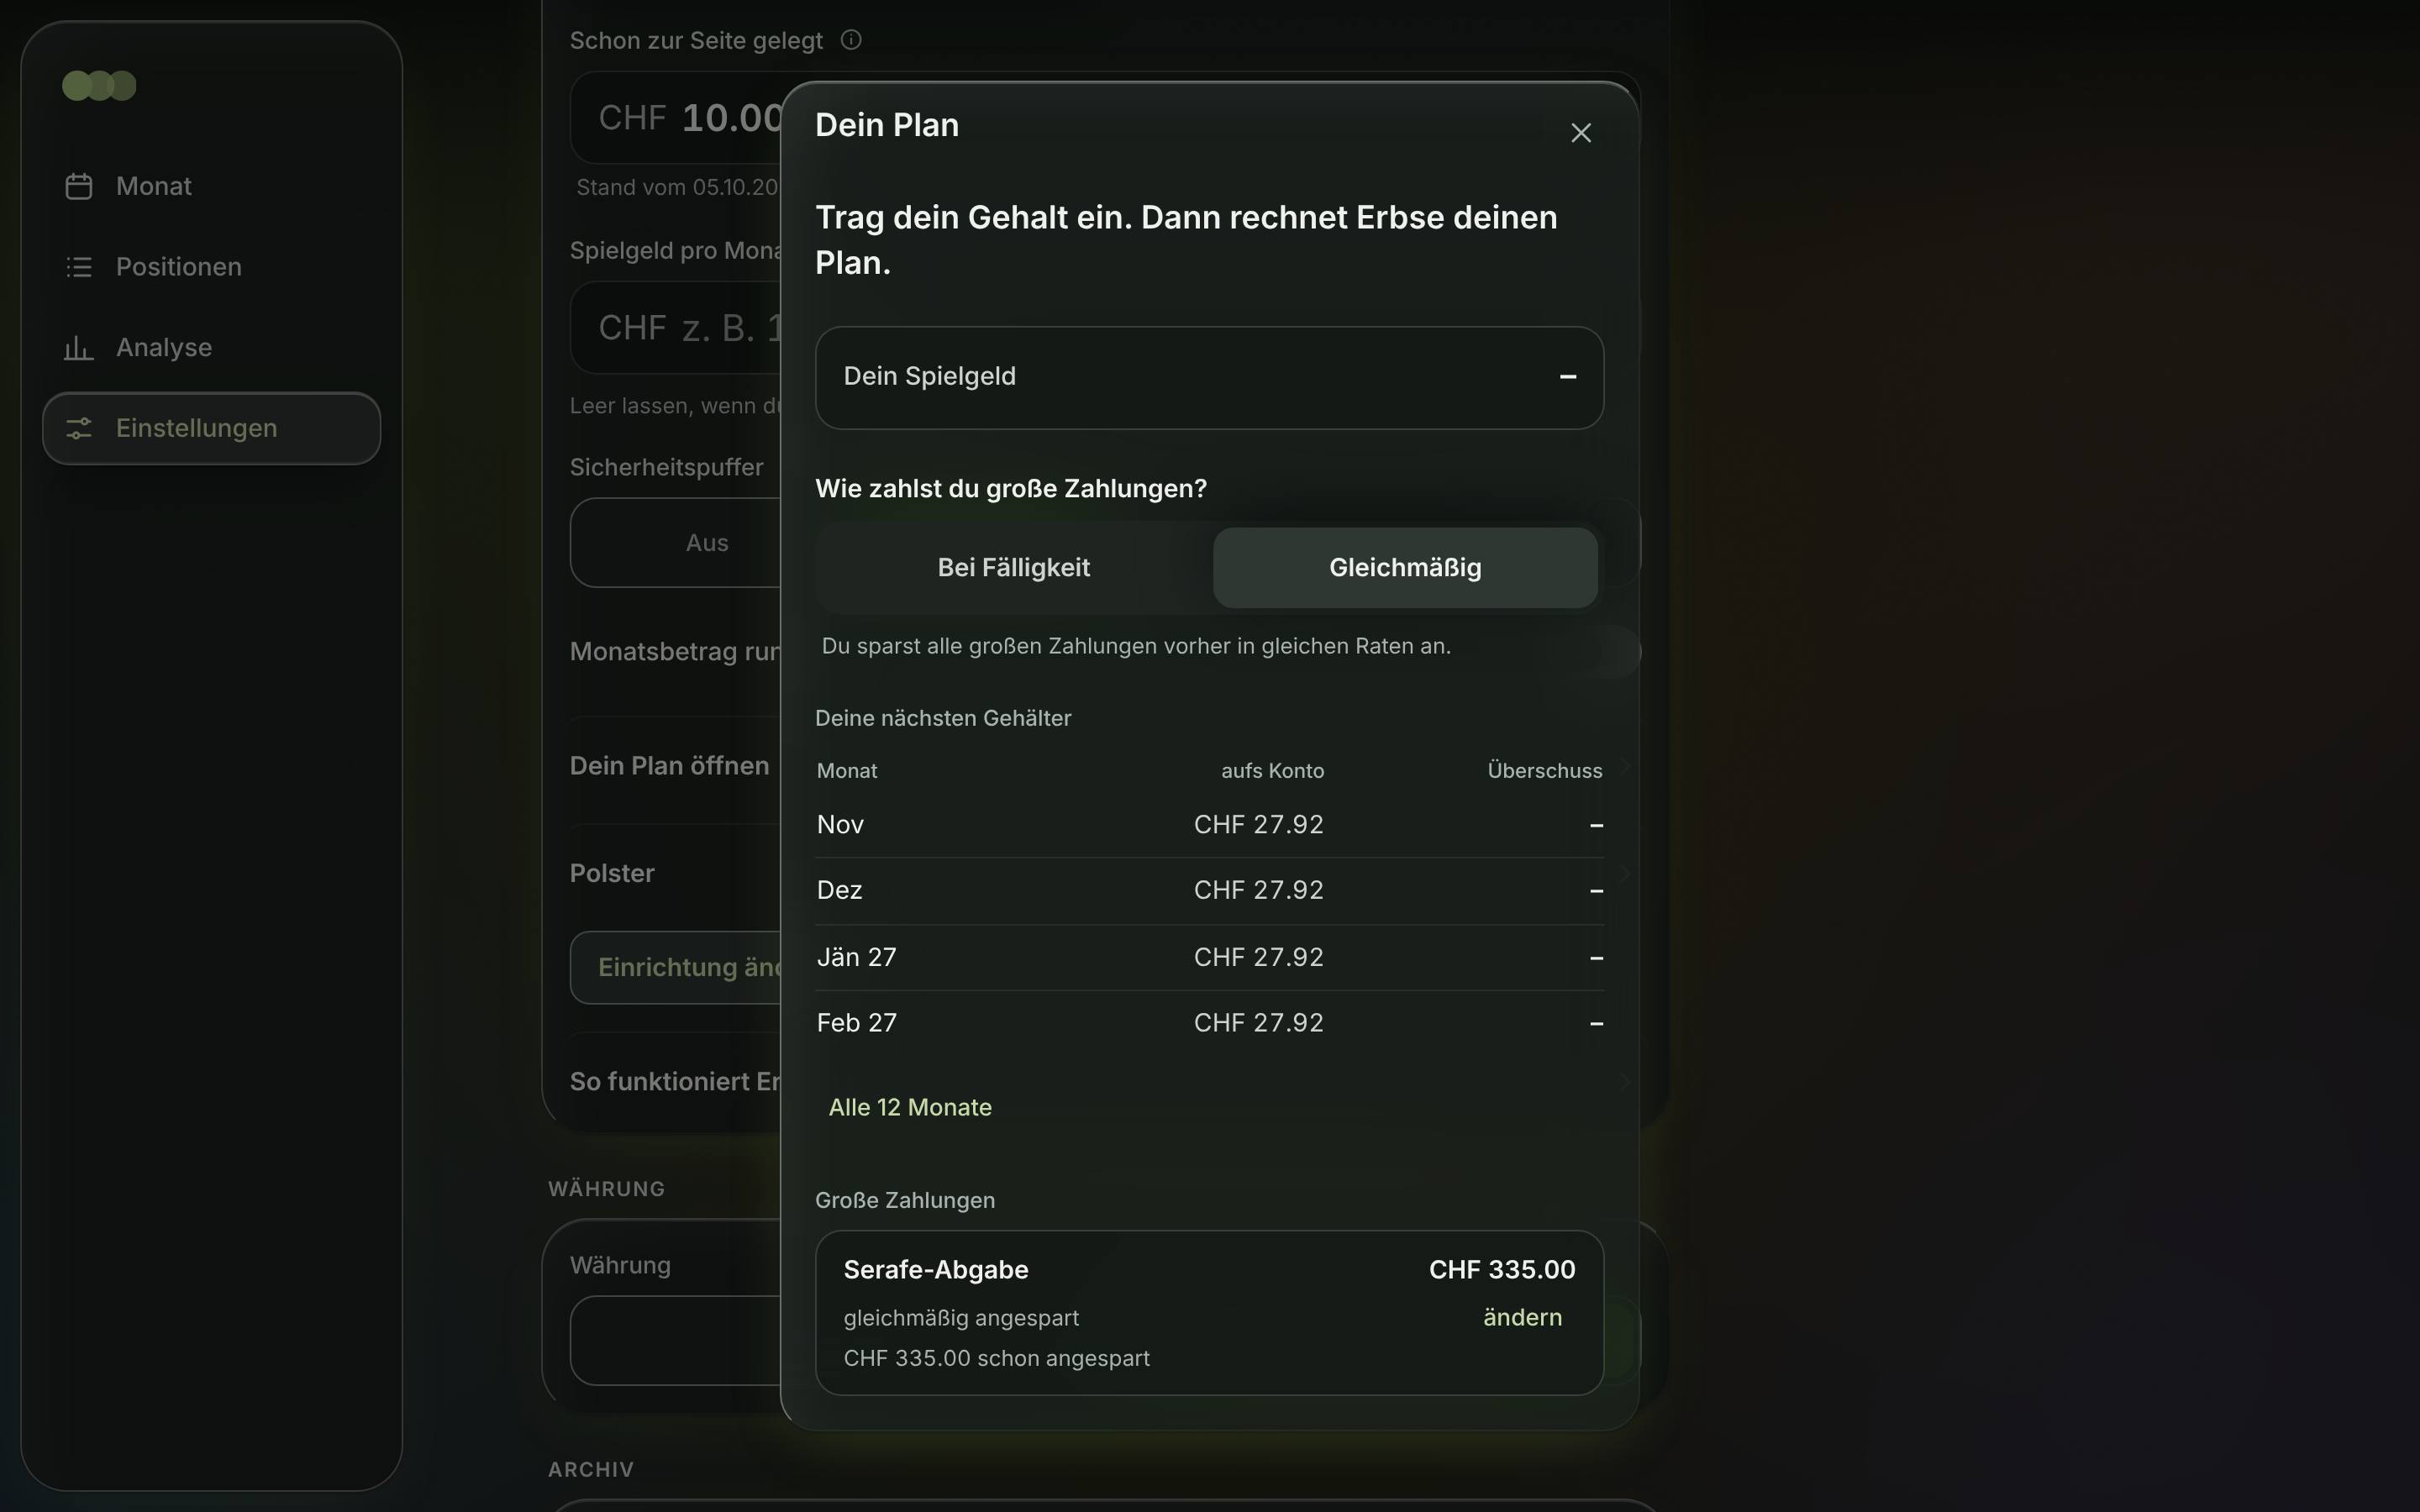 Monat
Positionen
Analyse
Einstellungen
Schon zur Seite gelegt
CHF 10.00
Stand vom 05.10.20
Spielgeld pro Mona
CHF z. B. 1
Leer lassen, wenn du
Sicherheitspuffer
Aus
Monatsbetrag run
Dein Plan öffnen
Polster
Einrichtung änd
So funktioniert Er
WÄHRUNG
Währung
ARCHIV
Dein Plan
Trag dein Gehalt ein. Dann rechnet Erbse deinen
Plan.
Dein Spielgeld –
Wie zahlst du große Zahlungen?
Bei Fälligkeit Gleichmäßig
Du sparst alle großen Zahlungen vorher in gleichen Raten an.
Deine nächsten Gehälter
Monat aufs Konto Überschuss
Nov CHF 27.92 –
Dez CHF 27.92 –
Jän 27 CHF 27.92 –
Feb 27 CHF 27.92 –
Alle 12 Monate
Große Zahlungen
Serafe-Abgabe CHF 335.00
gleichmäßig angespart ändern
CHF 335.00 schon angespart